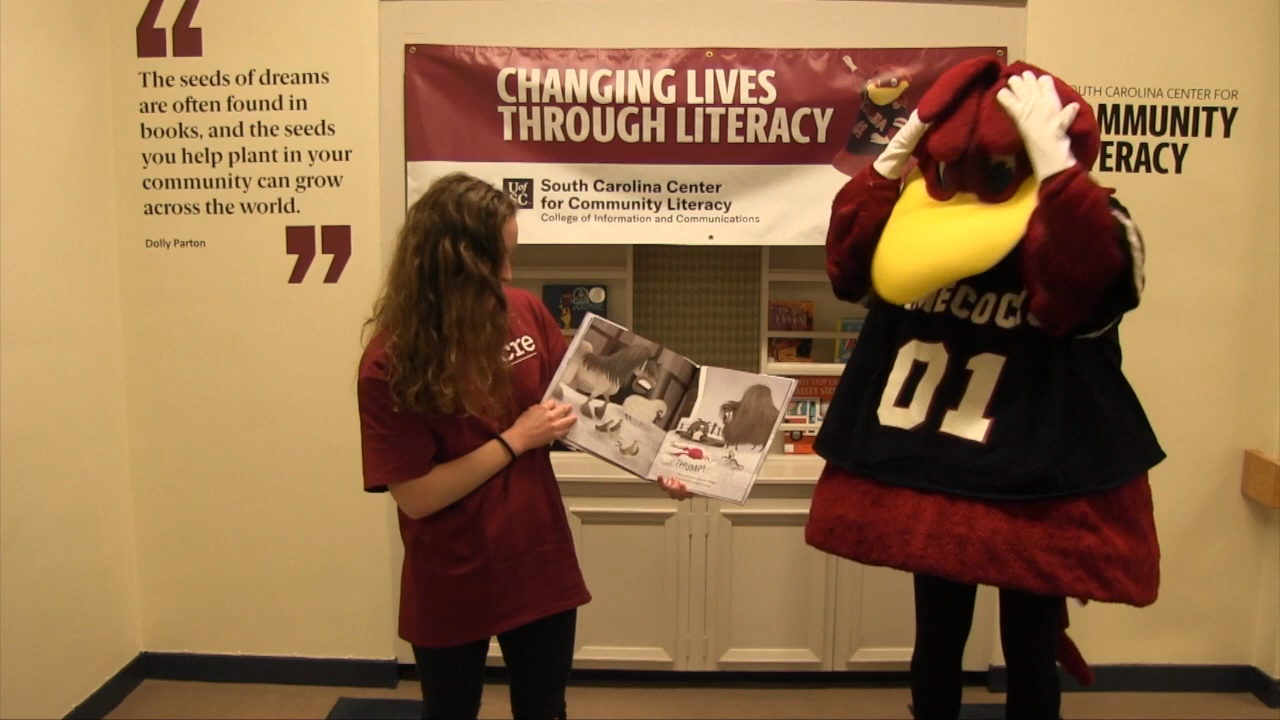 The seeds of dreams
are often found in
books, and the seeds
you help plant in your
community can grow
across the world.
Dolly Parton
CHANGING LIVES
THROUGH LITERACY
UofSC
South Carolina Center
for Community Literacy
College of Information and Communications
OUTH CAROLINA CENTER FOR
MMUNITY
ERACY
cre
THUMP!
MECOC
01